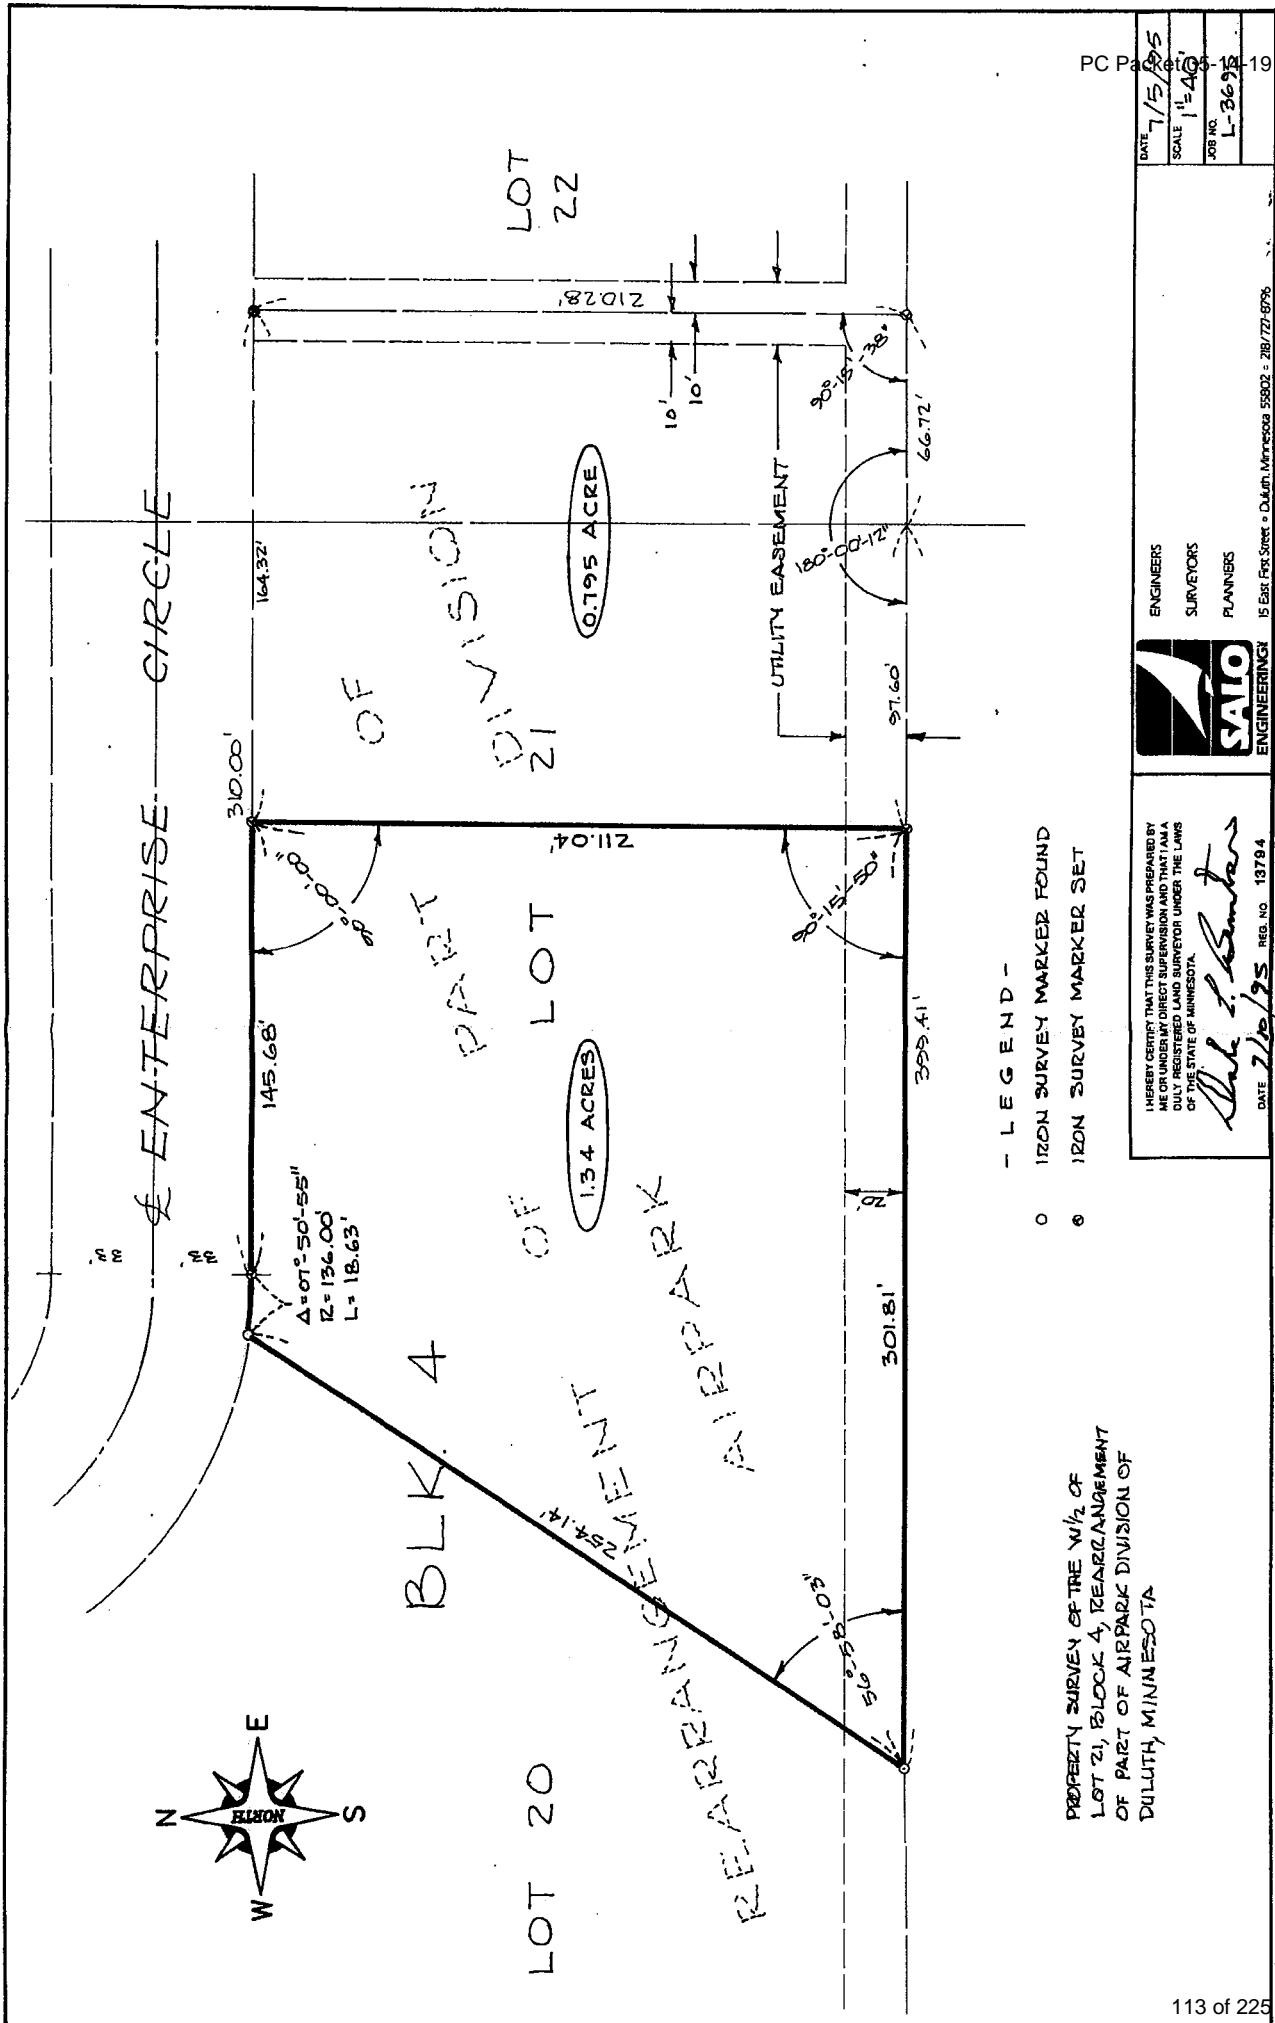 PC Packet 05-14-19
DATE 7/5/95
SCALE 1"=40'
JOB NO. L-3695
℄ ENTERPRISE CIRCLE
33'
33'
Δ=07°-50'-55"
R=136.00'
L=18.63'
145.68'
310.00'
164.32'
90°-00'-00"
BLK. 4
PART
OF
DIVISION
LOT 21
LOT
22
LOT 20
OF
REARRANGEMENT
AIRPARK
1.34 ACRES
0.795 ACRE
211.04'
210.28'
254.14'
10'
10'
UTILITY EASEMENT
90°-15'-38"
180°-00'-12"
90°-15'-50"
56°-58'-03"
20'
301.81'
399.41'
97.60'
66.72'
N
E
S
W
NORTH
- LEGEND -
○ IRON SURVEY MARKER FOUND
IRON SURVEY MARKER SET
PROPERTY SURVEY OF THE W1/2 OF
LOT 21, BLOCK 4, REARRANGEMENT
OF PART OF AIRPARK DIVISION OF
DULUTH, MINNESOTA
I HEREBY CERTIFY THAT THIS SURVEY WAS PREPARED BY
ME OR UNDER MY DIRECT SUPERVISION AND THAT I AM A
DULY REGISTERED LAND SURVEYOR UNDER THE LAWS
OF THE STATE OF MINNESOTA.
DATE 7/10/95 REG. NO. 13794
SALO
ENGINEERING
ENGINEERS
SURVEYORS
PLANNERS
15 East First Street • Duluth, Minnesota 55802 • 218/727-8796
113 of 225